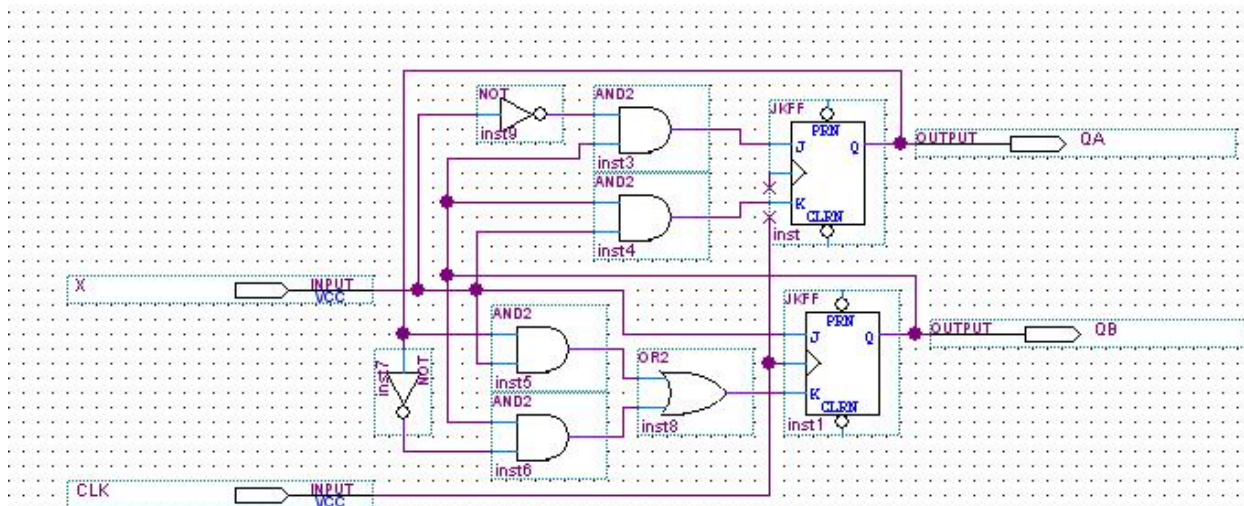 NOT
inst9
AND2
inst3
JKFF
PRN
J
Q
K
CLRN
inst
OUTPUT
QA
AND2
inst4
X
INPUT
VCC
JKFF
PRN
J
Q
K
CLRN
inst1
OUTPUT
QB
AND2
inst5
inst7
NOT
OR2
inst8
AND2
inst6
CLK
INPUT
VCC